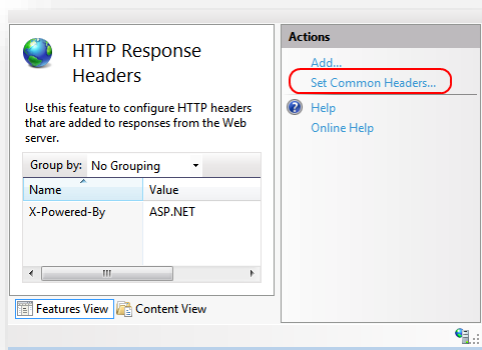 HTTP Response
Headers
Use this feature to configure HTTP headers
that are added to responses from the Web
server.
Group by: No Grouping
Name Value
X-Powered-By ASP.NET
Features View Content View
Actions
Add...
Set Common Headers...
Help
Online Help